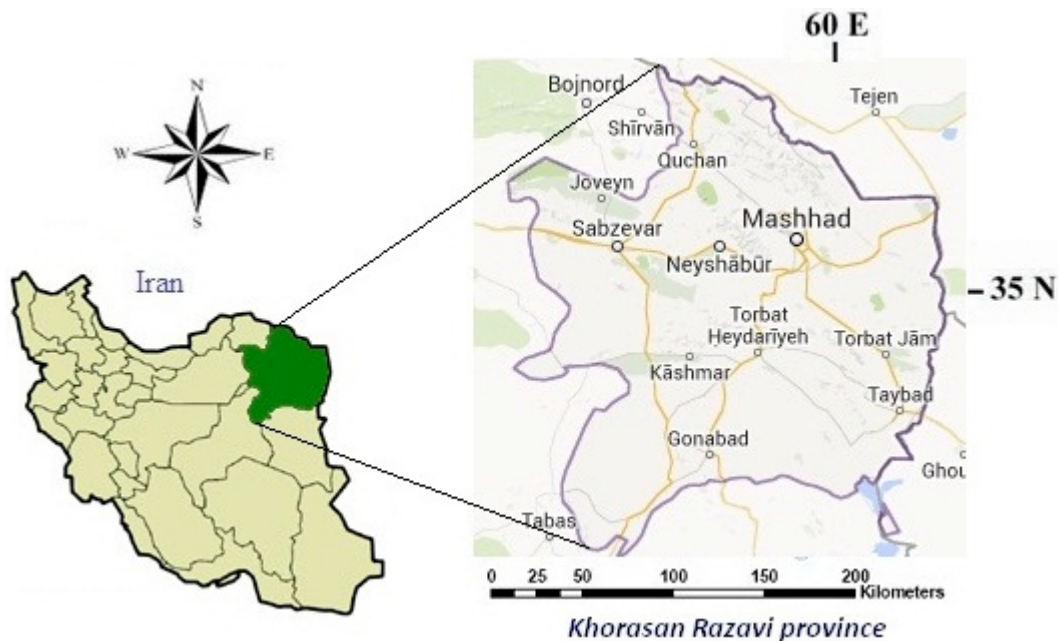 60 E
N
W
E
S
Iran
Bojnord
Shīrvān
Tejen
Quchan
Joveyn
Sabzevar
Mashhad
Neyshābūr
35 N
Torbat
Ḥeydarīyeh
Torbat Jām
Kāshmar
Taybad
Gonabad
Ghou
Tabas
0 25 50 100 150 200
Kilometers
Khorasan Razavi province